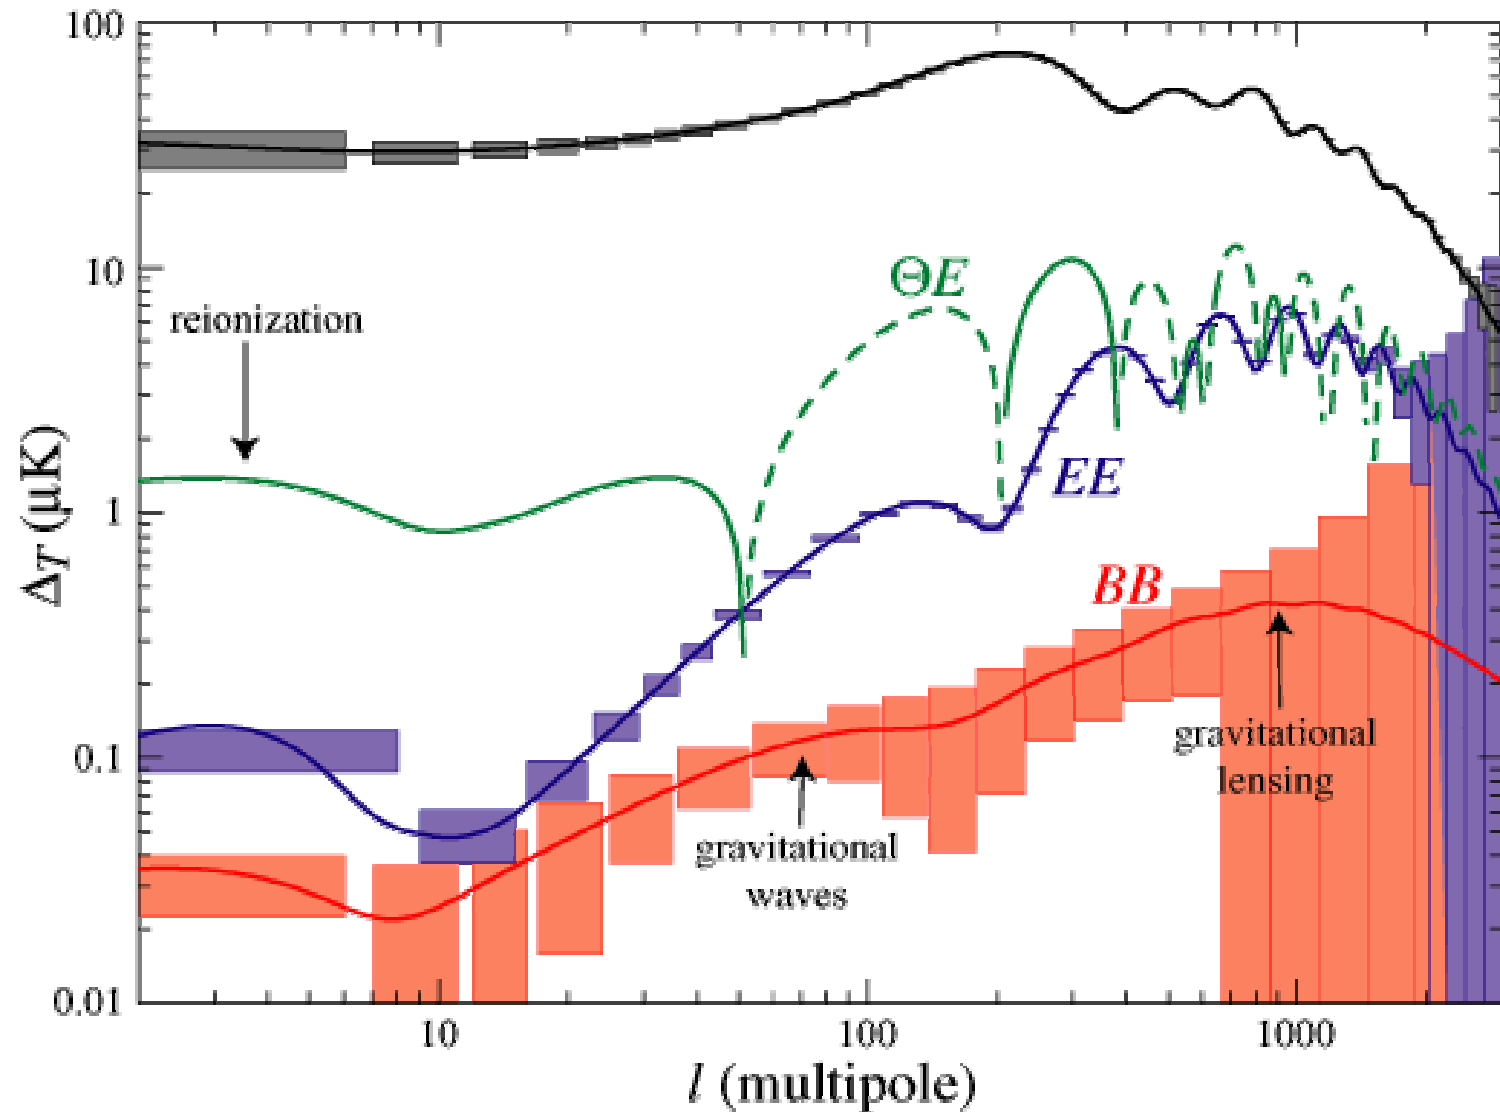 100
10
1
0.1
0.01
Δ_T (μK)
reionization
ΘE
EE
BB
gravitational
waves
gravitational
lensing
10
100
1000
l (multipole)